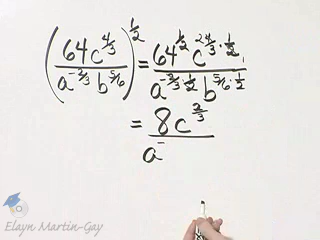 (64c^(4/3) / a^(-2/3) b^(5/6))^(1/2) = 64^(1/2) c^(4/3 · 1/2) / a^(-2/3 · 1/2) b^(5/6 · 1/2)
= 8c^(2/3) / a^-
Elayn Martin-Gay